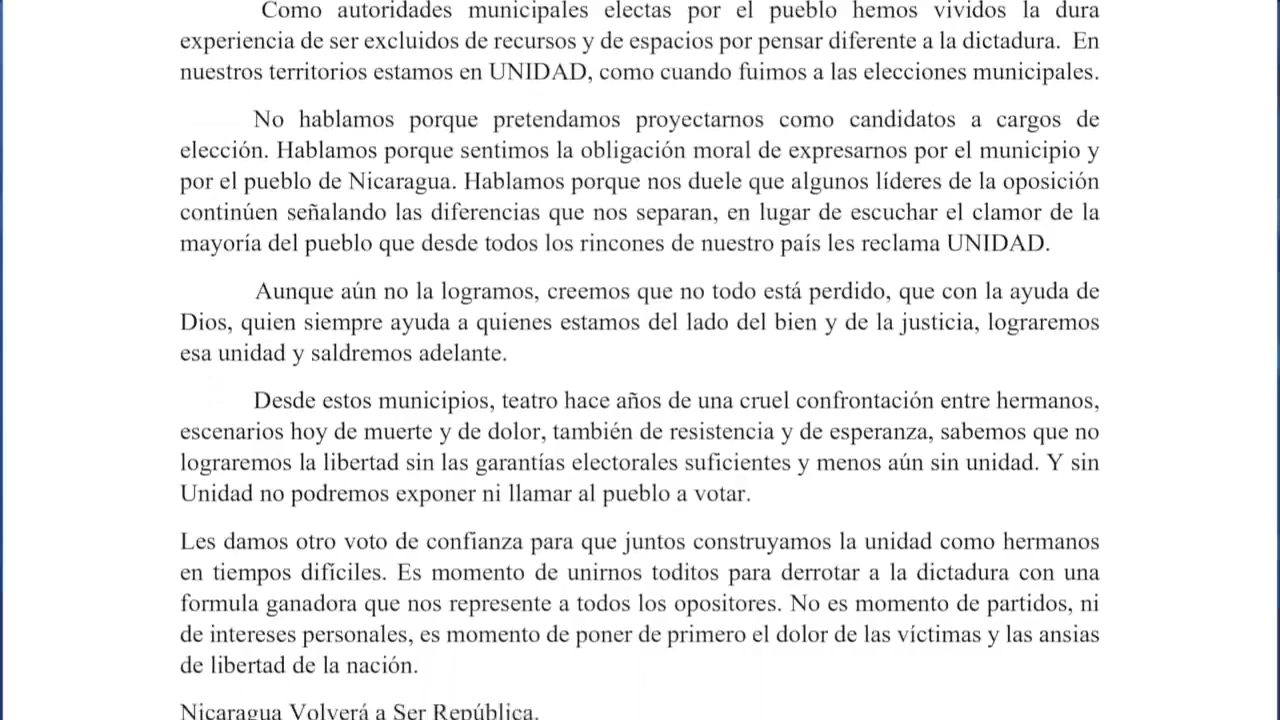 Como autoridades municipales electas por el pueblo hemos vividos la dura
experiencia de ser excluidos de recursos y de espacios por pensar diferente a la dictadura. En
nuestros territorios estamos en UNIDAD, como cuando fuimos a las elecciones municipales.
No hablamos porque pretendamos proyectarnos como candidatos a cargos de
elección. Hablamos porque sentimos la obligación moral de expresarnos por el municipio y
por el pueblo de Nicaragua. Hablamos porque nos duele que algunos líderes de la oposición
continúen señalando las diferencias que nos separan, en lugar de escuchar el clamor de la
mayoría del pueblo que desde todos los rincones de nuestro país les reclama UNIDAD.
Aunque aún no la logramos, creemos que no todo está perdido, que con la ayuda de
Dios, quien siempre ayuda a quienes estamos del lado del bien y de la justicia, lograremos
esa unidad y saldremos adelante.
Desde estos municipios, teatro hace años de una cruel confrontación entre hermanos,
escenarios hoy de muerte y de dolor, también de resistencia y de esperanza, sabemos que no
lograremos la libertad sin las garantías electorales suficientes y menos aún sin unidad. Y sin
Unidad no podremos exponer ni llamar al pueblo a votar.
Les damos otro voto de confianza para que juntos construyamos la unidad como hermanos
en tiempos difíciles. Es momento de unirnos toditos para derrotar a la dictadura con una
formula ganadora que nos represente a todos los opositores. No es momento de partidos, ni
de intereses personales, es momento de poner de primero el dolor de las víctimas y las ansias
de libertad de la nación.
Nicaragua Volverá a Ser República.